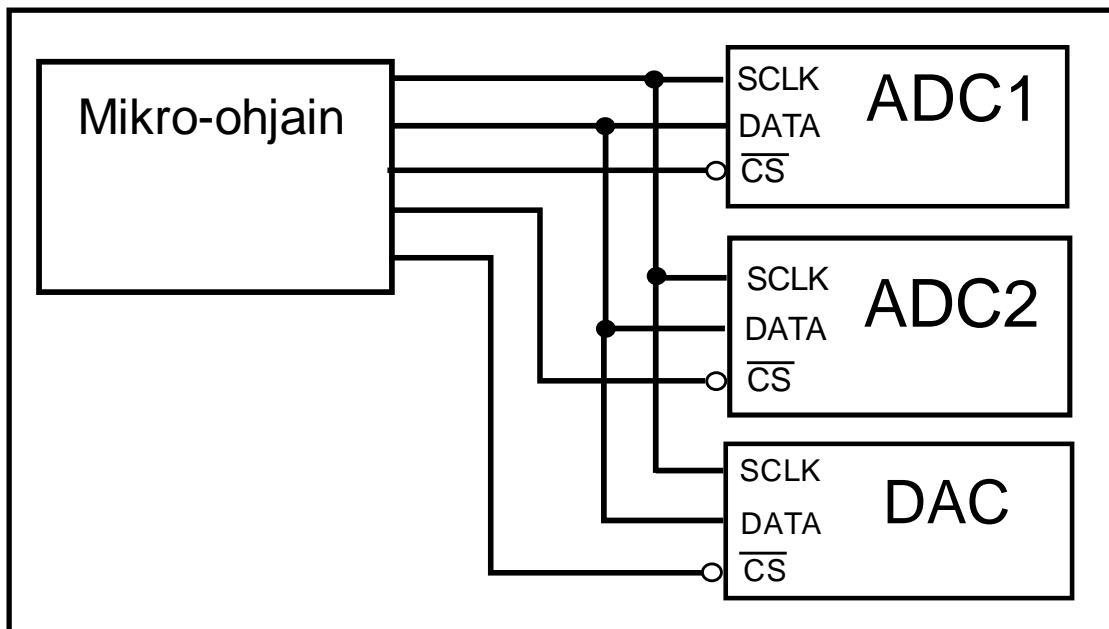 Mikro-ohjain
ADC1
SCLK
DATA
CS
ADC2
SCLK
DATA
CS
DAC
SCLK
DATA
CS